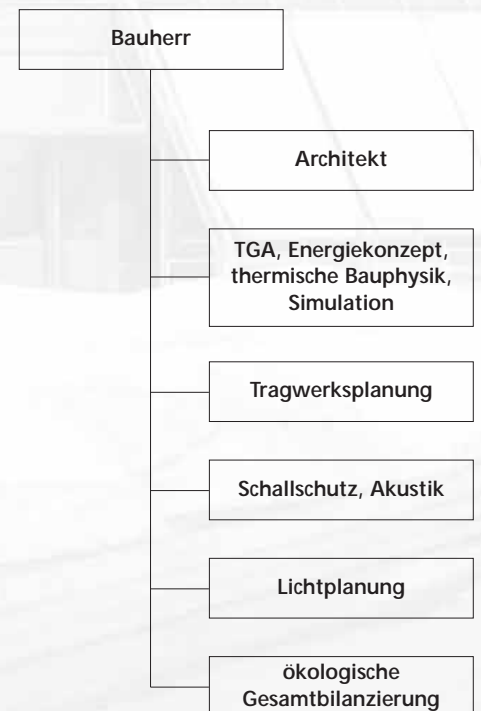 Bauherr
Architekt
TGA, Energiekonzept,
thermische Bauphysik,
Simulation
Tragwerksplanung
Schallschutz, Akustik
Lichtplanung
ökologische
Gesamtbilanzierung